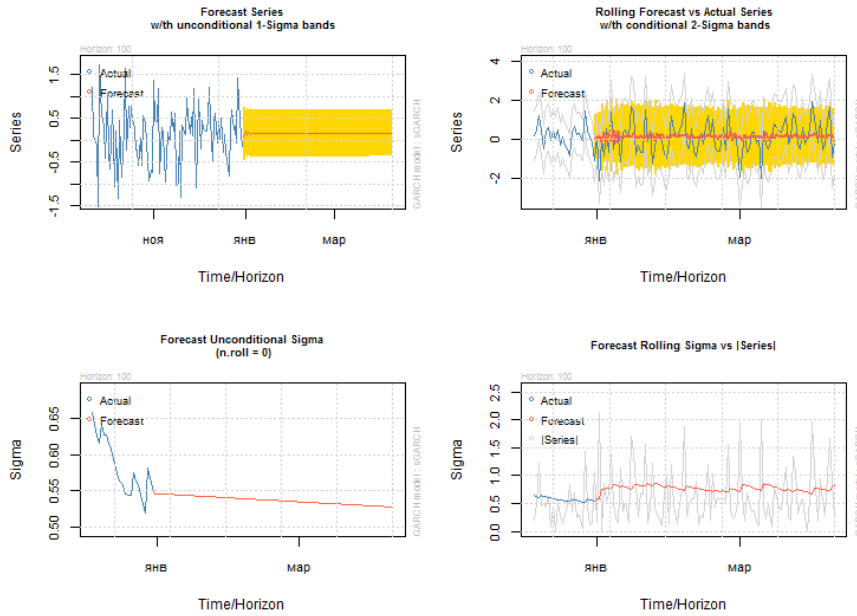 Forecast Series
w/th unconditional 1-Sigma bands
Horizon: 100
Actual
Forecast
Series
1.5
0.5
-0.5
-1.5
ноя
янв
мар
Time/Horizon
GARCH model : sGARCH
Rolling Forecast vs Actual Series
w/th conditional 2-Sigma bands
Horizon: 100
Actual
Forecast
Series
4
2
0
-2
янв
мар
Time/Horizon
Forecast Unconditional Sigma
(n.roll = 0)
Horizon: 100
Actual
Forecast
Sigma
0.65
0.60
0.55
0.50
янв
мар
Time/Horizon
GARCH model : sGARCH
Forecast Rolling Sigma vs |Series|
Horizon: 100
Actual
Forecast
|Series|
Sigma
2.5
2.0
1.5
1.0
0.5
0.0
янв
мар
Time/Horizon